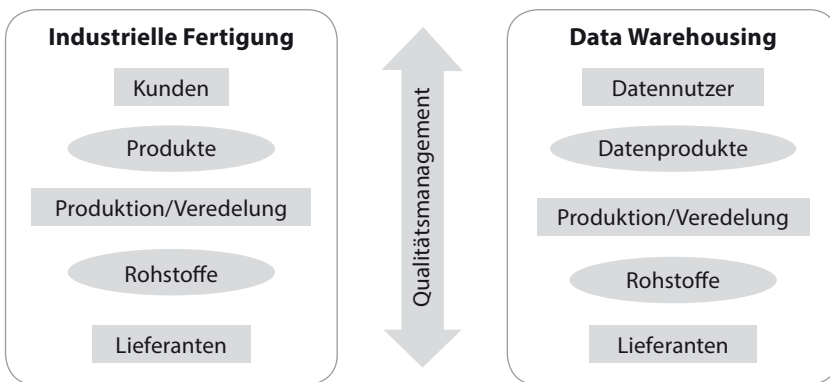 Industrielle Fertigung
Kunden
Produkte
Produktion/Veredelung
Rohstoffe
Lieferanten
Qualitätsmanagement
Data Warehousing
Datennutzer
Datenprodukte
Produktion/Veredelung
Rohstoffe
Lieferanten